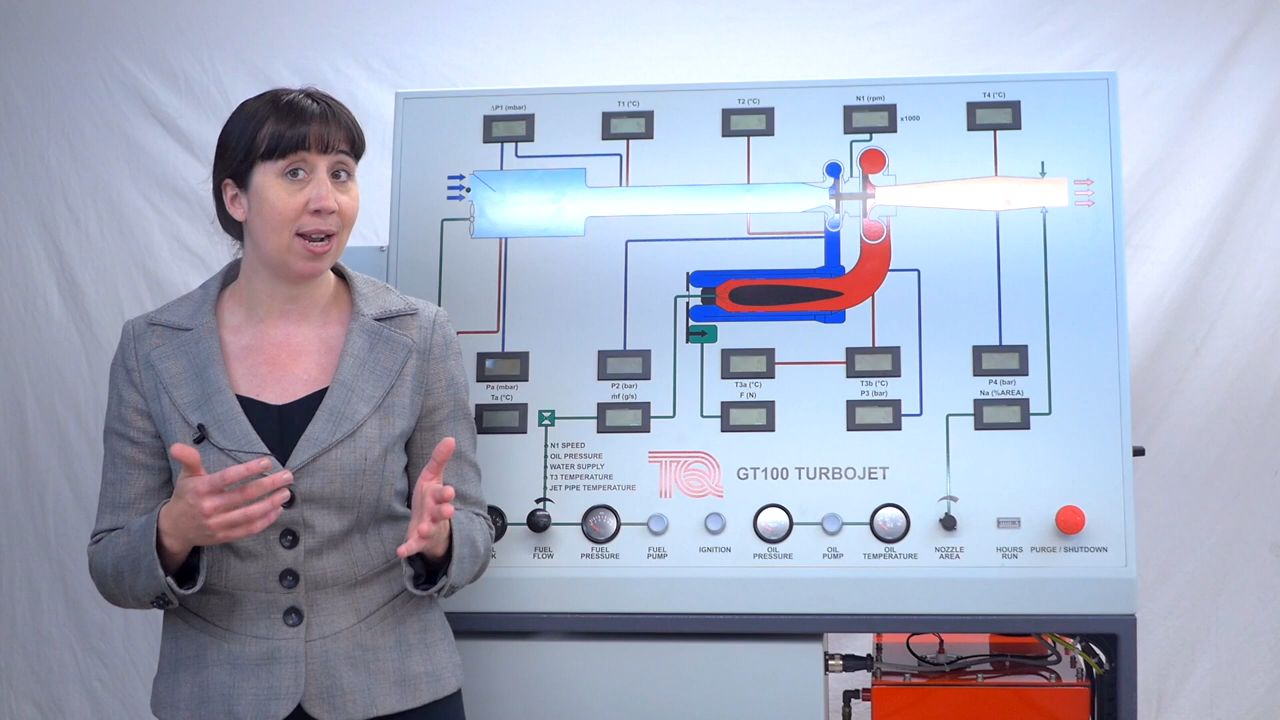 ΔP1 (mbar)
T1 (°C)
T2 (°C)
N1 (rpm)
x1000
T4 (°C)
Pa (mbar)
Ta (°C)
P2 (bar)
ṁf (g/s)
T3a (°C)
F (N)
T3b (°C)
P3 (bar)
P4 (bar)
Na (%AREA)
N1 SPEED
OIL PRESSURE
WATER SUPPLY
T3 TEMPERATURE
JET PIPE TEMPERATURE
TQ
GT100 TURBOJET
FUEL
FLOW
FUEL
PRESSURE
FUEL
PUMP
IGNITION
OIL
PRESSURE
OIL
PUMP
OIL
TEMPERATURE
NOZZLE
AREA
HOURS
RUN
PURGE / SHUTDOWN